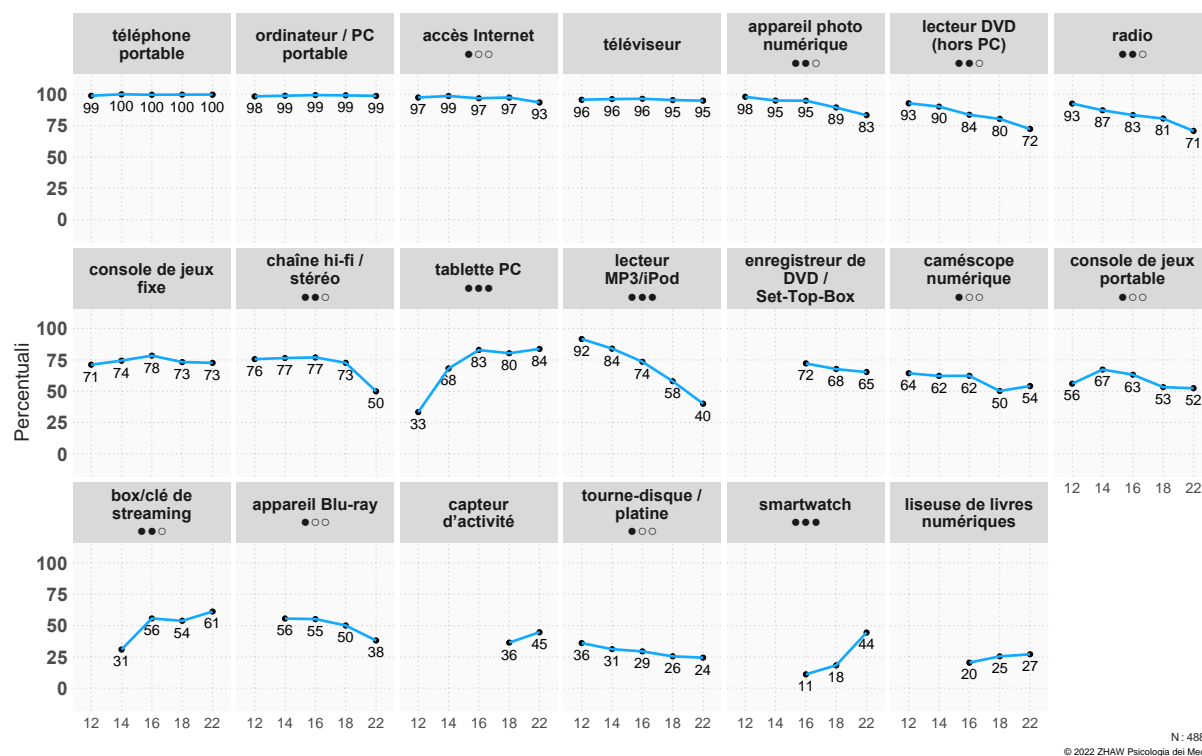 téléphone
portable
ordinateur / PC
portable
accès Internet
●○○
téléviseur
appareil photo
numérique
●●○
lecteur DVD
(hors PC)
●●○
radio
●●○
100
75
50
25
0
99 100 100 100 100
98 99 99 99 99
97 99 97 97 93
96 96 96 95 95
98 95 95 89 83
93 90 84 80 72
93 87 83 81 71
Percentuali
console de jeux
fixe
chaîne hi-fi /
stéréo
●●○
tablette PC
●●●
lecteur
MP3/iPod
●●●
enregistreur de
DVD /
Set-Top-Box
caméscope
numérique
●○○
console de jeux
portable
●○○
100
75
50
25
0
71 74 78 73 73
76 77 77 73 50
33 68 83 80 84
92 84 74 58 40
72 68 65
64 62 62 50 54
56 67 63 53 52
12 14 16 18 22
box/clé de
streaming
●●○
appareil Blu-ray
●○○
capteur
d'activité
tourne-disque /
platine
●○○
smartwatch
●●●
liseuse de livres
numériques
100
75
50
25
0
31 56 54 61
56 55 50 38
36 45
36 31 29 26 24
11 18 44
20 25 27
12 14 16 18 22
12 14 16 18 22
12 14 16 18 22
12 14 16 18 22
12 14 16 18 22
12 14 16 18 22
N: 488
© 2022 ZHAW Psicologia dei Me